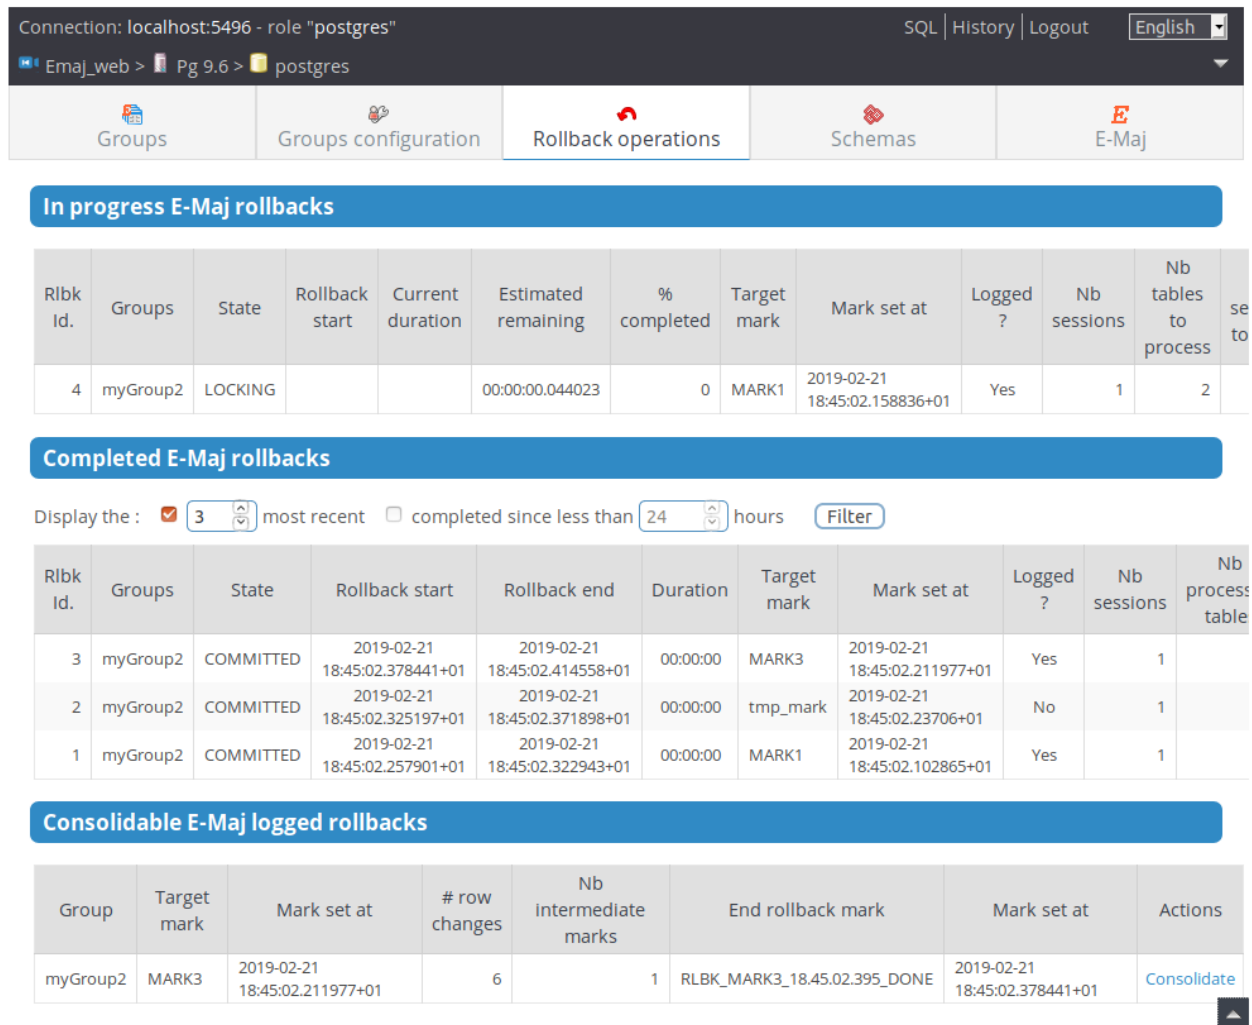 Connection: localhost:5496 - role "postgres"
SQL | History | Logout English
Emaj_web > Pg 9.6 > postgres
Groups Groups configuration Rollback operations Schemas E-Maj
In progress E-Maj rollbacks
Rlbk Id. Groups State Rollback start Current duration Estimated remaining % completed Target mark Mark set at Logged ? Nb sessions Nb tables to process
4 myGroup2 LOCKING 00:00:00.044023 0 MARK1 2019-02-21 18:45:02.158836+01 Yes 1 2
Completed E-Maj rollbacks
Display the : 3 most recent completed since less than 24 hours Filter
Rlbk Id. Groups State Rollback start Rollback end Duration Target mark Mark set at Logged ? Nb sessions Nb
3 myGroup2 COMMITTED 2019-02-21 18:45:02.378441+01 2019-02-21 18:45:02.414558+01 00:00:00 MARK3 2019-02-21 18:45:02.211977+01 Yes 1
2 myGroup2 COMMITTED 2019-02-21 18:45:02.325197+01 2019-02-21 18:45:02.371898+01 00:00:00 tmp_mark 2019-02-21 18:45:02.23706+01 No 1
1 myGroup2 COMMITTED 2019-02-21 18:45:02.257901+01 2019-02-21 18:45:02.322943+01 00:00:00 MARK1 2019-02-21 18:45:02.102865+01 Yes 1
Consolidable E-Maj logged rollbacks
Group Target mark Mark set at # row changes Nb intermediate marks End rollback mark Mark set at Actions
myGroup2 MARK3 2019-02-21 18:45:02.211977+01 6 1 RLBK_MARK3_18.45.02.395_DONE 2019-02-21 18:45:02.378441+01 Consolidate